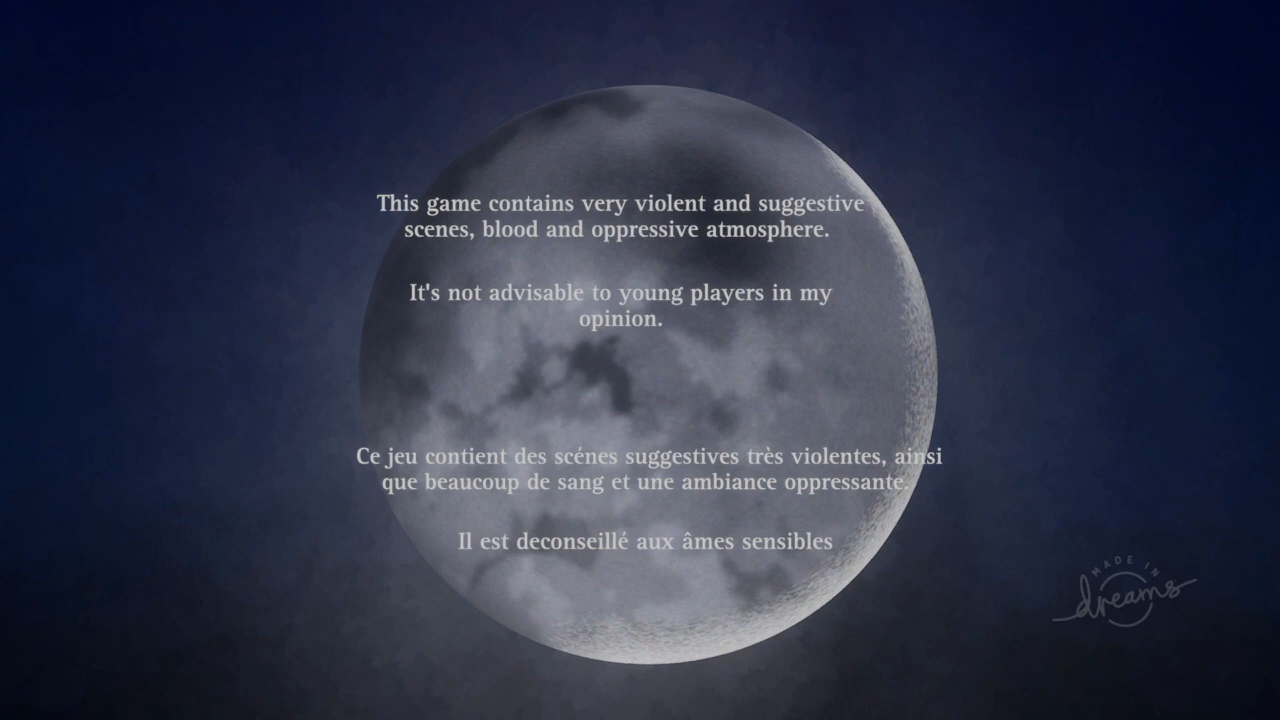 This game contains very violent and suggestive
scenes, blood and oppressive atmosphere.
It's not advisable to young players in my
opinion.
Ce jeu contient des scénes suggestives très violentes, ainsi
que beaucoup de sang et une ambiance oppressante.
Il est deconseillé aux âmes sensibles
MADE IN
dreams